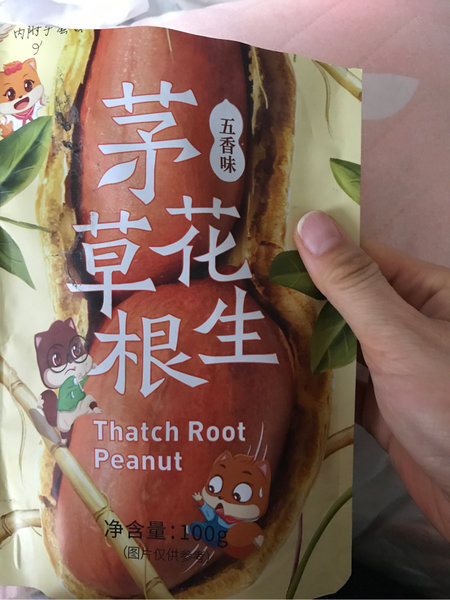 五香味
茅草根
花生
Thatch Root
Peanut
净含量:100g
(图片仅供参考)